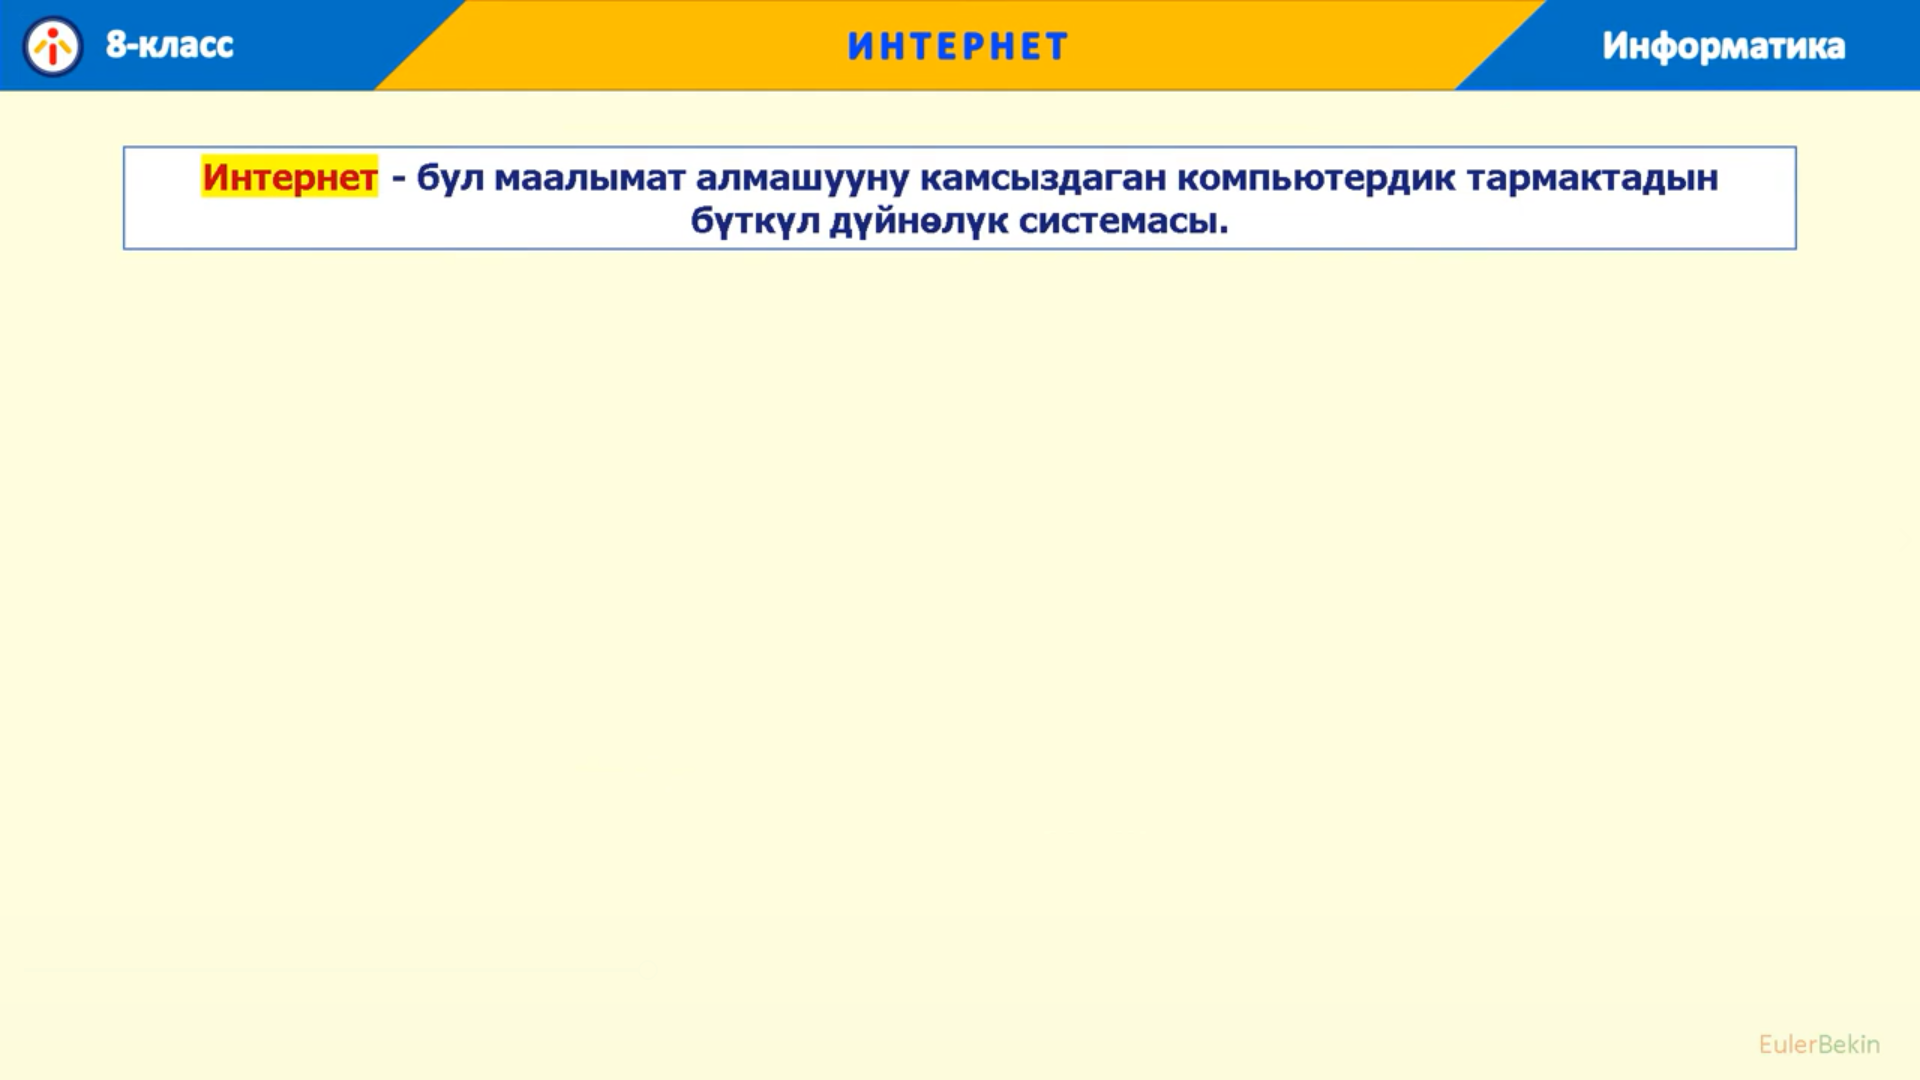 8-класс
ИНТЕРНЕТ
Информатика
Интернет - бул маалымат алмашууну камсыздаган компьютердик тармактадын
бүткүл дүйнөлүк системасы.
EulerBekin